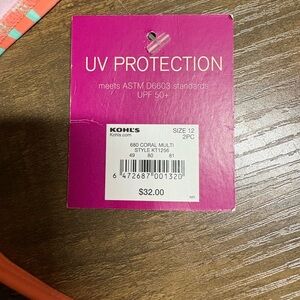 UV PROTECTION
meets ASTM D6603 standards
UPF 50+
KOHL'S
Kohls.com
SIZE 12
2PC
680 CORAL MULTI
STYLE KT1256
49 80 81
6 472687 001320
$32.00